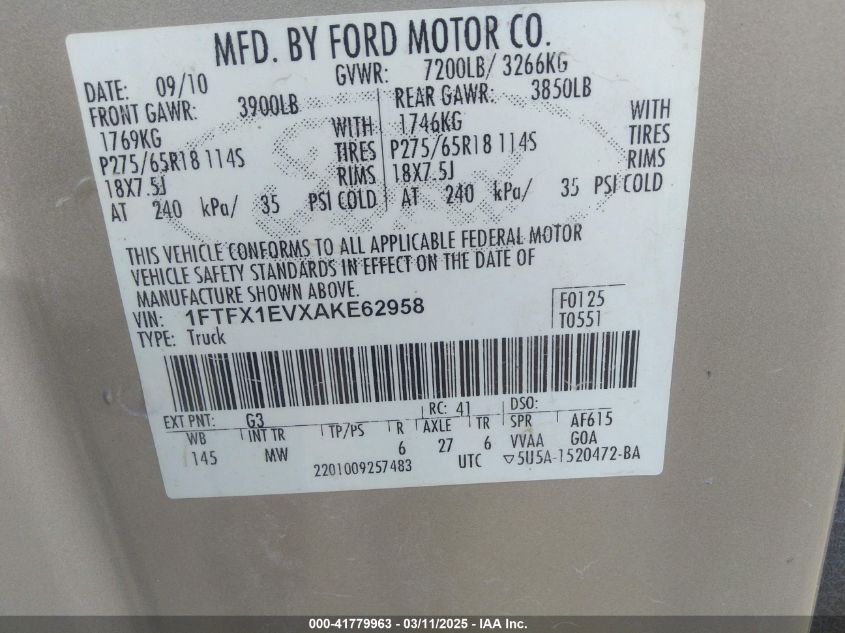 MFD. BY FORD MOTOR CO.
DATE: 09/10 GVWR: 7200LB/ 3266KG
FRONT GAWR: 3900LB REAR GAWR: 3850LB
1769KG WITH 1746KG WITH
P275/65R18 114S TIRES P275/65R18 114S TIRES
18X7.5J RIMS 18X7.5J RIMS
AT 240 kPa/ 35 PSI COLD AT 240 kPa/ 35 PSI COLD
THIS VEHICLE CONFORMS TO ALL APPLICABLE FEDERAL MOTOR
VEHICLE SAFETY STANDARDS IN EFFECT ON THE DATE OF
MANUFACTURE SHOWN ABOVE.
VIN: 1FTFX1EVXAKE62958 F0125
TYPE: Truck T0551
EXT PNT: G3 RC: 41 DSO:
WB INT TR TP/PS R AXLE TR SPR AF615
145 MW 6 27 6 VVAA GOA
2201009257483 UTC ▽5U5A-1520472-BA
000-41779963 - 03/11/2025 - IAA Inc.